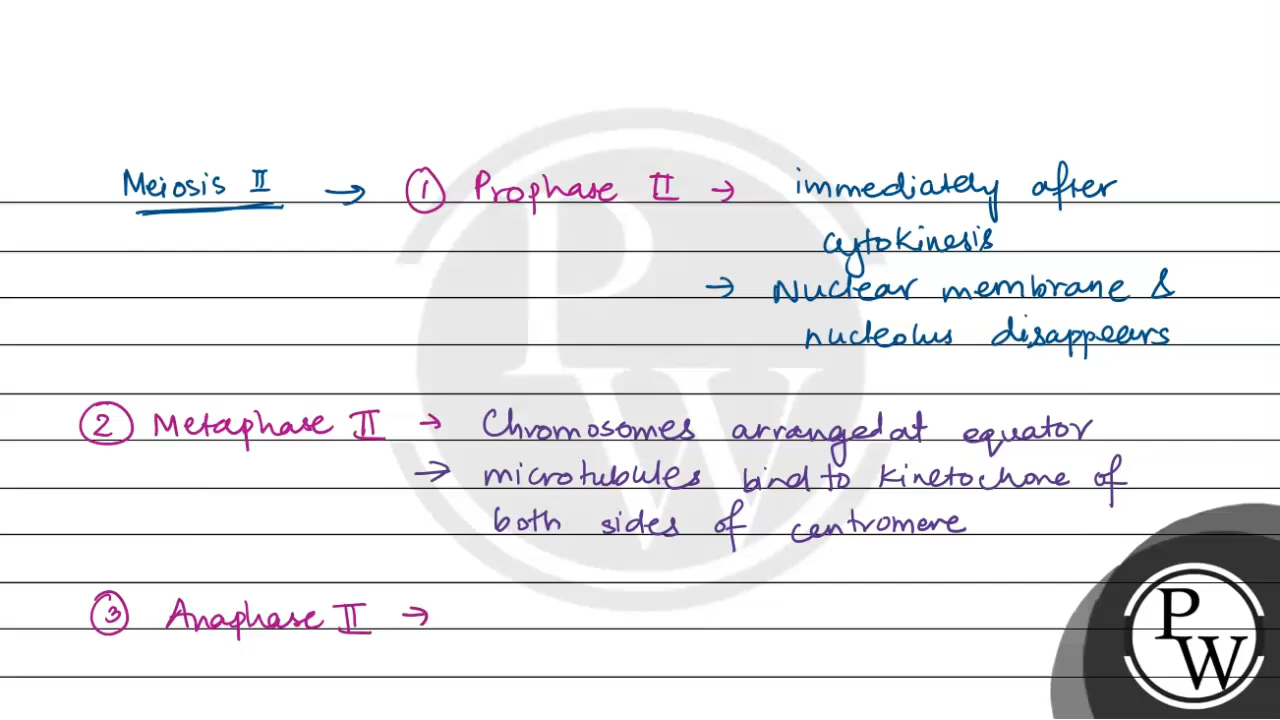 Meiosis II → ① Prophase II → immediately after
cytokinesis
→ Nuclear membrane &
nucleolus disappears
② Metaphase II → Chromosomes arranged at equator
→ microtubules bind to kinetochore of
both sides of centromere
③ Anaphase II →
P
W
P
W